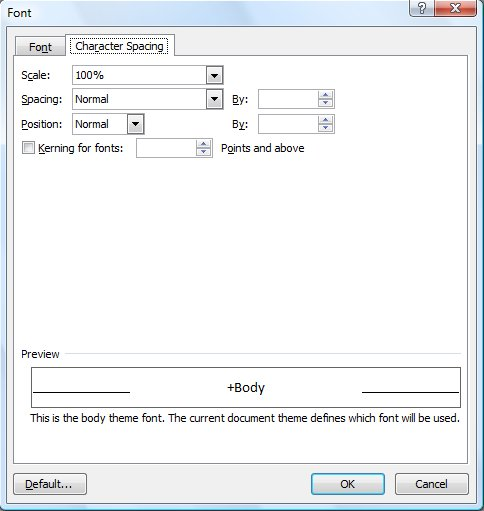 Font
Font Character Spacing
Scale: 100%
Spacing: Normal By:
Position: Normal By:
Kerning for fonts: Points and above
Preview
+Body
This is the body theme font. The current document theme defines which font will be used.
Default... OK Cancel